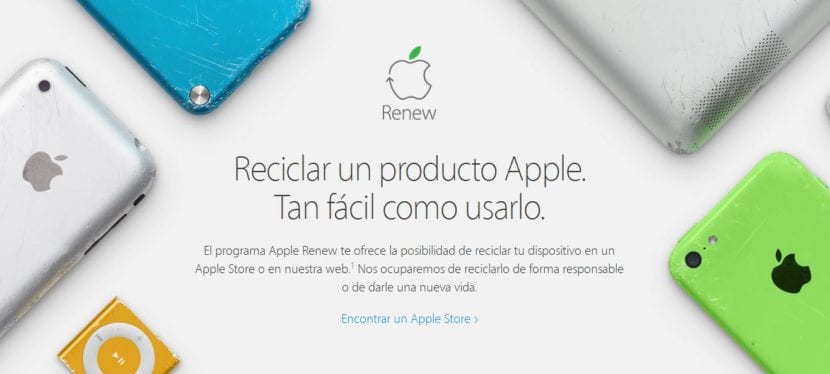 Renew
Reciclar un producto Apple.
Tan fácil como usarlo.
El programa Apple Renew te ofrece la posibilidad de reciclar tu dispositivo en un
Apple Store o en nuestra web.¹ Nos ocuparemos de reciclarlo de forma responsable
o de darle una nueva vida.
Encontrar un Apple Store ›